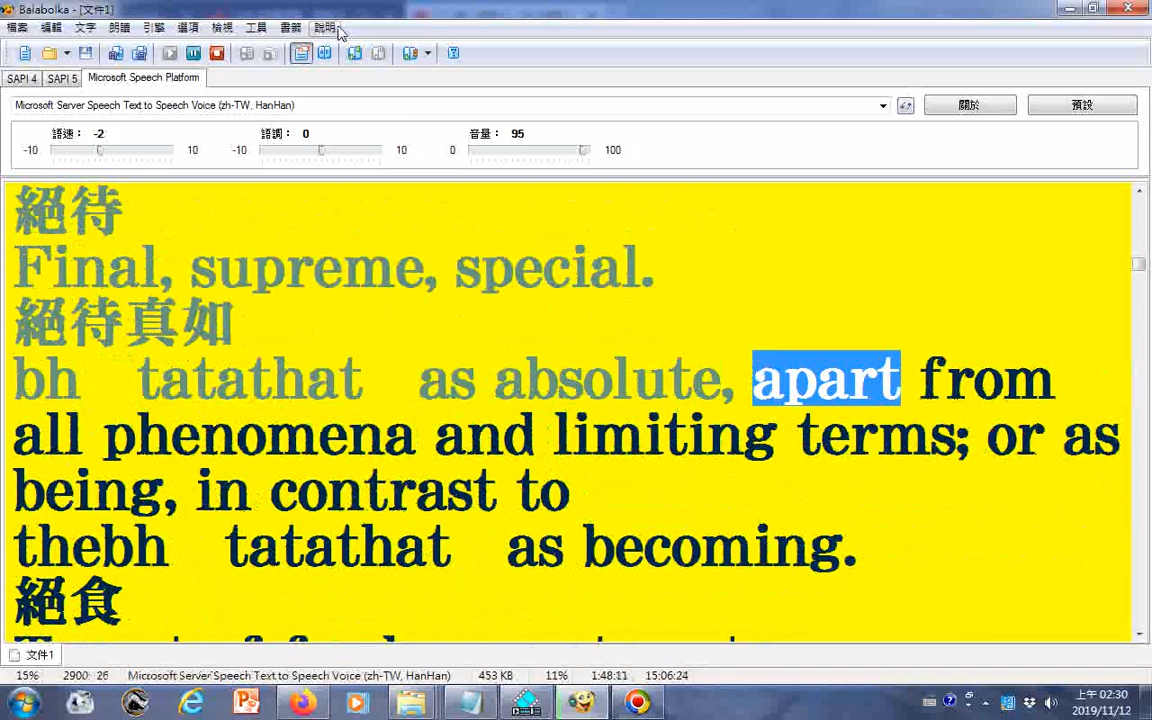 Balabolka - [文件1]
檔案 編輯 文字 朗讀 引擎 選項 檢視 工具 書籤 說明
SAPI 4 SAPI 5 Microsoft Speech Platform
Microsoft Server Speech Text to Speech Voice (zh-TW, HanHan) 關於 預設
語速： -2 語調： 0 音量： 95
-10 10 -10 10 0 100
絕待
Final, supreme, special.
絕待真如
bh tatathat as absolute, apart from
all phenomena and limiting terms; or as
being, in contrast to
thebh tatathat as becoming.
絕食
文件1
15% 2900: 26 Microsoft Server Speech Text to Speech Voice (zh-TW, HanHan) 453 KB 11% 1:48:11 15:06:24
上午 02:30
2019/11/12